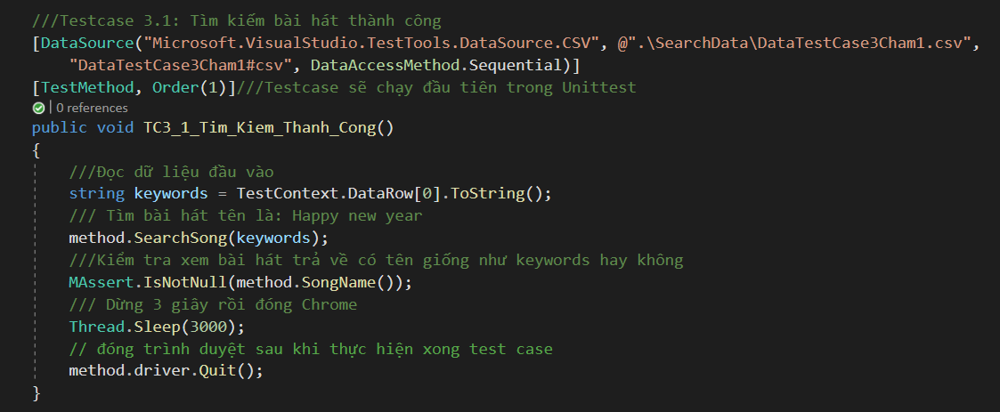 ///Testcase 3.1: Tìm kiếm bài hát thành công
[DataSource("Microsoft.VisualStudio.TestTools.DataSource.CSV", @".\SearchData\DataTestCase3Cham1.csv",
"DataTestCase3Cham1#csv", DataAccessMethod.Sequential)]
[TestMethod, Order(1)]///Testcase sẽ chạy đầu tiên trong Unittest
| 0 references
public void TC3_1_Tim_Kiem_Thanh_Cong()
{
///Đọc dữ liệu đầu vào
string keywords = TestContext.DataRow[0].ToString();
/// Tìm bài hát tên là: Happy new year
method.SearchSong(keywords);
///Kiểm tra xem bài hát trả về có tên giống như keywords hay không
MAssert.IsNotNull(method.SongName());
/// Dừng 3 giây rồi đóng Chrome
Thread.Sleep(3000);
// đóng trình duyệt sau khi thực hiện xong test case
method.driver.Quit();
}